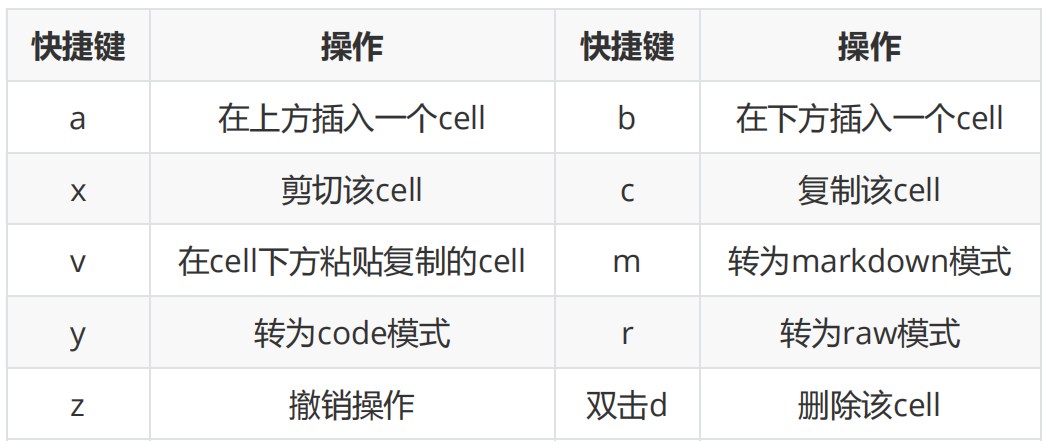 快捷键 操作 快捷键 操作
a 在上方插入一个cell b 在下方插入一个cell
x 剪切该cell c 复制该cell
v 在cell下方粘贴复制的cell m 转为markdown模式
y 转为code模式 r 转为raw模式
z 撤销操作 双击d 删除该cell